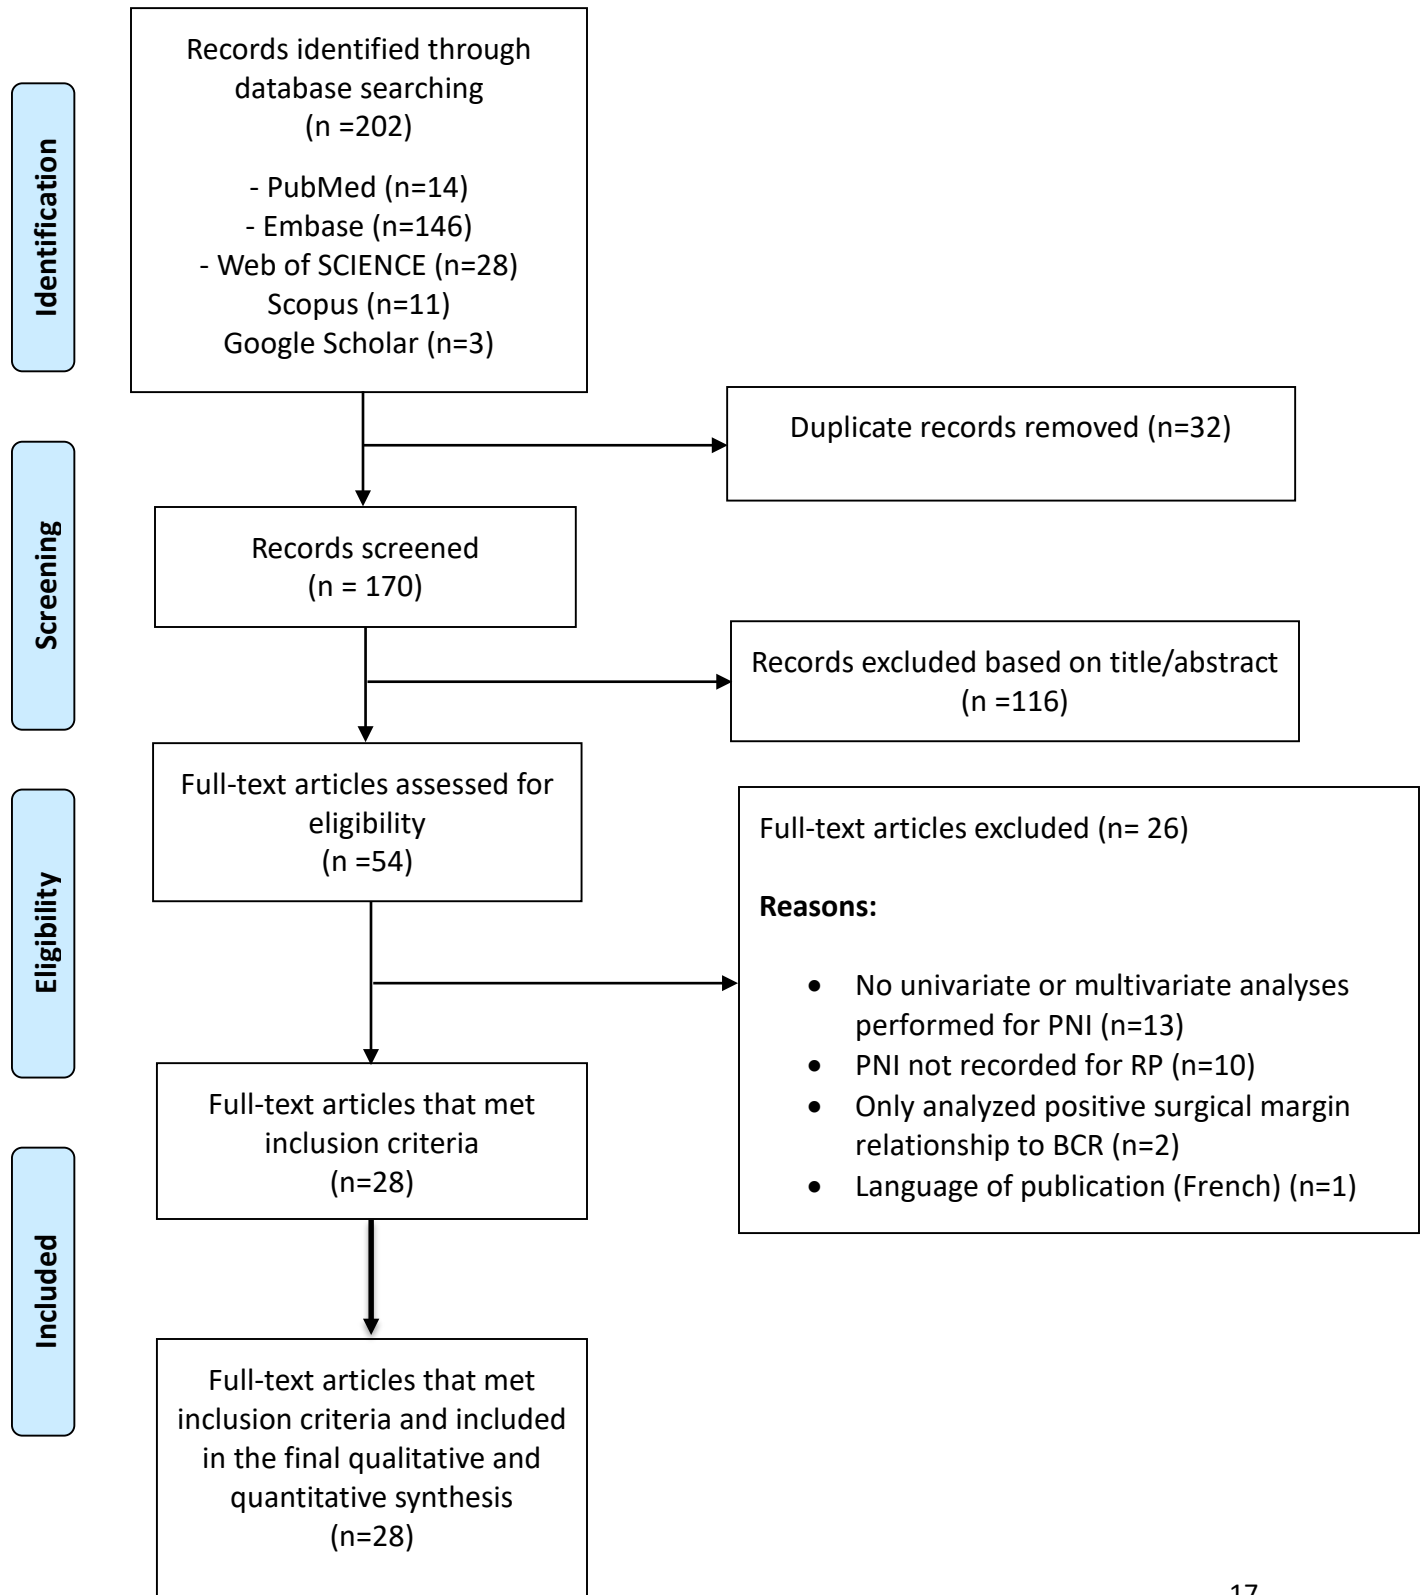 Identification
Records identified through
database searching
(n =202)
- PubMed (n=14)
- Embase (n=146)
- Web of SCIENCE (n=28)
Scopus (n=11)
Google Scholar (n=3)
Duplicate records removed (n=32)
Screening
Records screened
(n = 170)
Records excluded based on title/abstract
(n =116)
Eligibility
Full-text articles assessed for
eligibility
(n =54)
Full-text articles excluded (n= 26)
Reasons:
• No univariate or multivariate analyses
performed for PNI (n=13)
• PNI not recorded for RP (n=10)
• Only analyzed positive surgical margin
relationship to BCR (n=2)
• Language of publication (French) (n=1)
Full-text articles that met
inclusion criteria
(n=28)
Included
Full-text articles that met
inclusion criteria and included
in the final qualitative and
quantitative synthesis
(n=28)
17